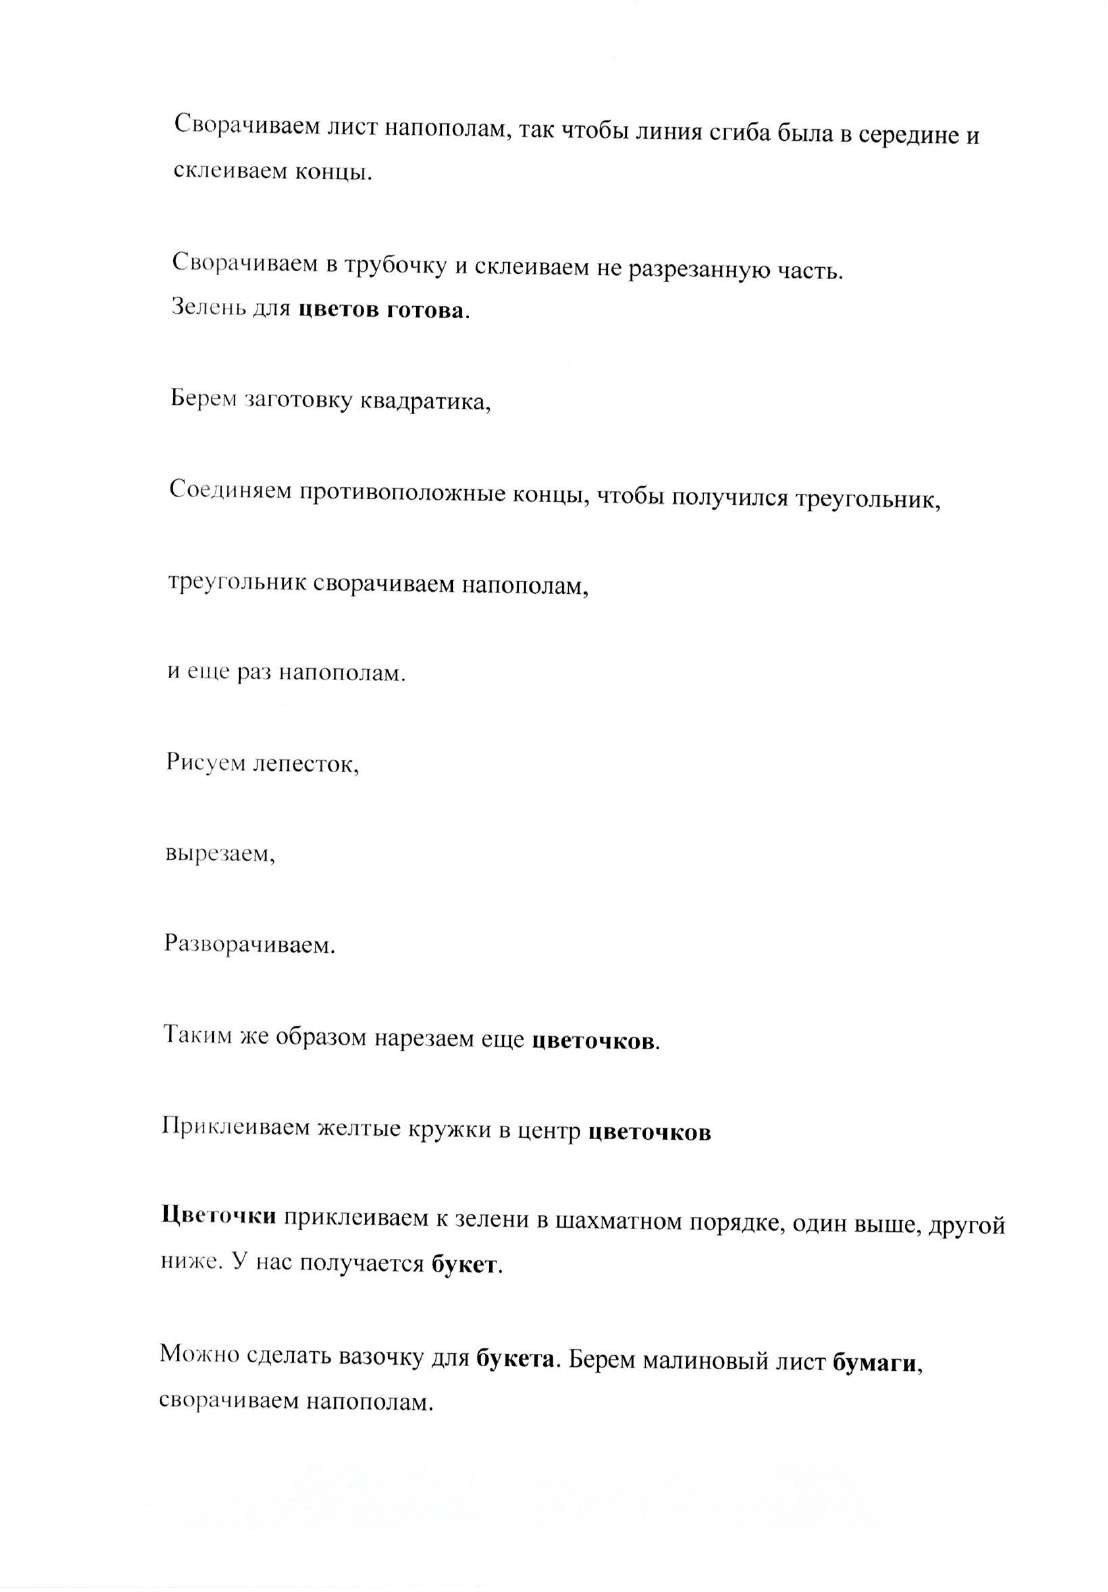 Сворачиваем лист напополам, так чтобы линия сгиба была в середине и
склеиваем концы.
Сворачиваем в трубочку и склеиваем не разрезанную часть.
Зелень для цветов готова.
Берем заготовку квадратика,
Соединяем противоположные концы, чтобы получился треугольник,
треугольник сворачиваем напополам,
и еще раз напополам.
Рисуем лепесток,
вырезаем,
Разворачиваем.
Таким же образом нарезаем еще цветочков.
Приклеиваем желтые кружки в центр цветочков
Цветочки приклеиваем к зелени в шахматном порядке, один выше, другой
ниже. У нас получается букет.
Можно сделать вазочку для букета. Берем малиновый лист бумаги,
сворачиваем напополам.